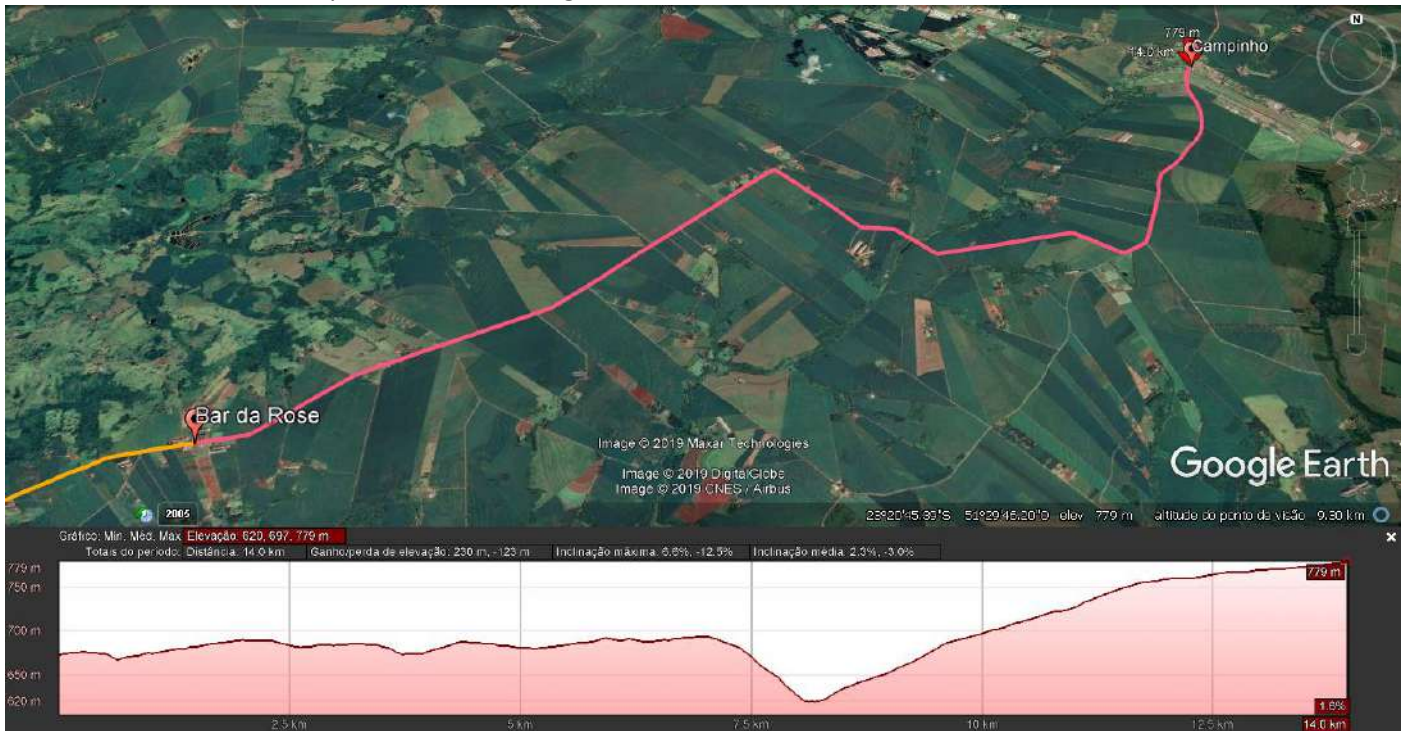 N
779 m
14.0 km Campinho
Bar da Rose
Image © 2019 Maxar Technologies
Image © 2019 DigitalGlobe
Image © 2019 CNES / Airbus
Google Earth
2005
elev 779 m altitude do ponto de visão 9.30 km
Gráfico: Min. Méd. Max Elevação: 620, 697, 779 m
Totais do período: Distância: 14.0 km Ganho/perda de elevação: 230 m, -123 m Inclinação máxima: 6.6%, -12.5% Inclinação média: 2.3%, -3.0%
779 m
750 m
700 m
650 m
620 m
779 m
1.6%
2.5 km 5 km 7.5 km 10 km 12.5 km 14.0 km